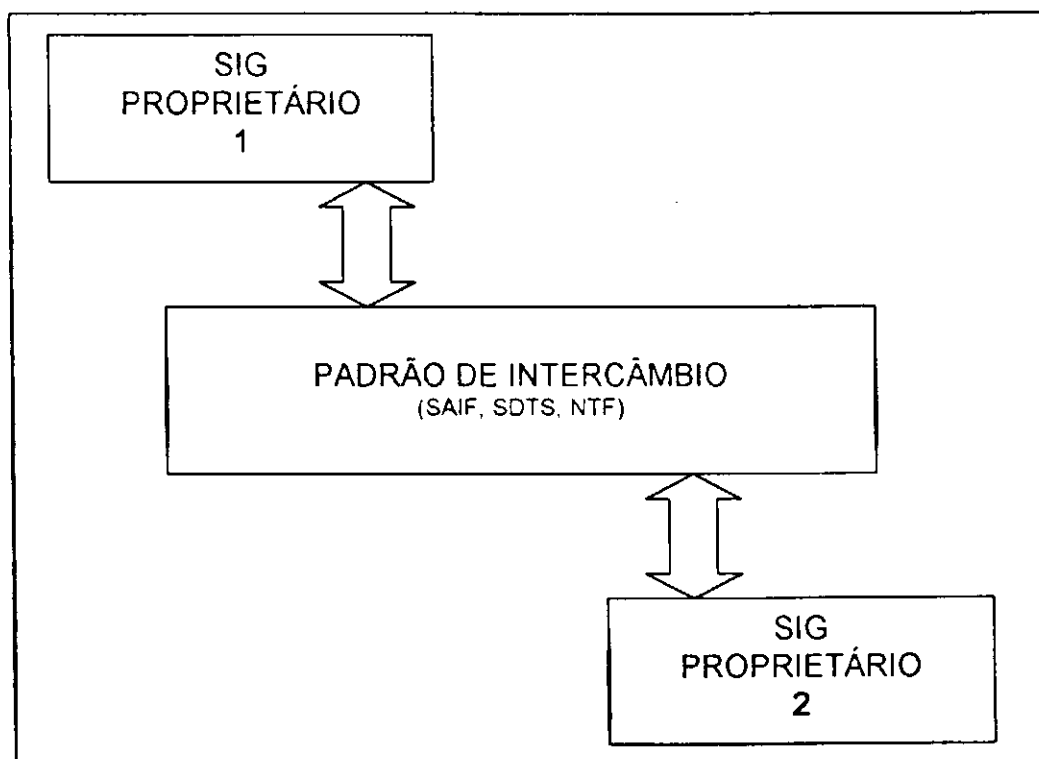 SIG
PROPRIETÁRIO
1
PADRÃO DE INTERCÂMBIO
(SAIF, SDTS, NTF)
SIG
PROPRIETÁRIO
2